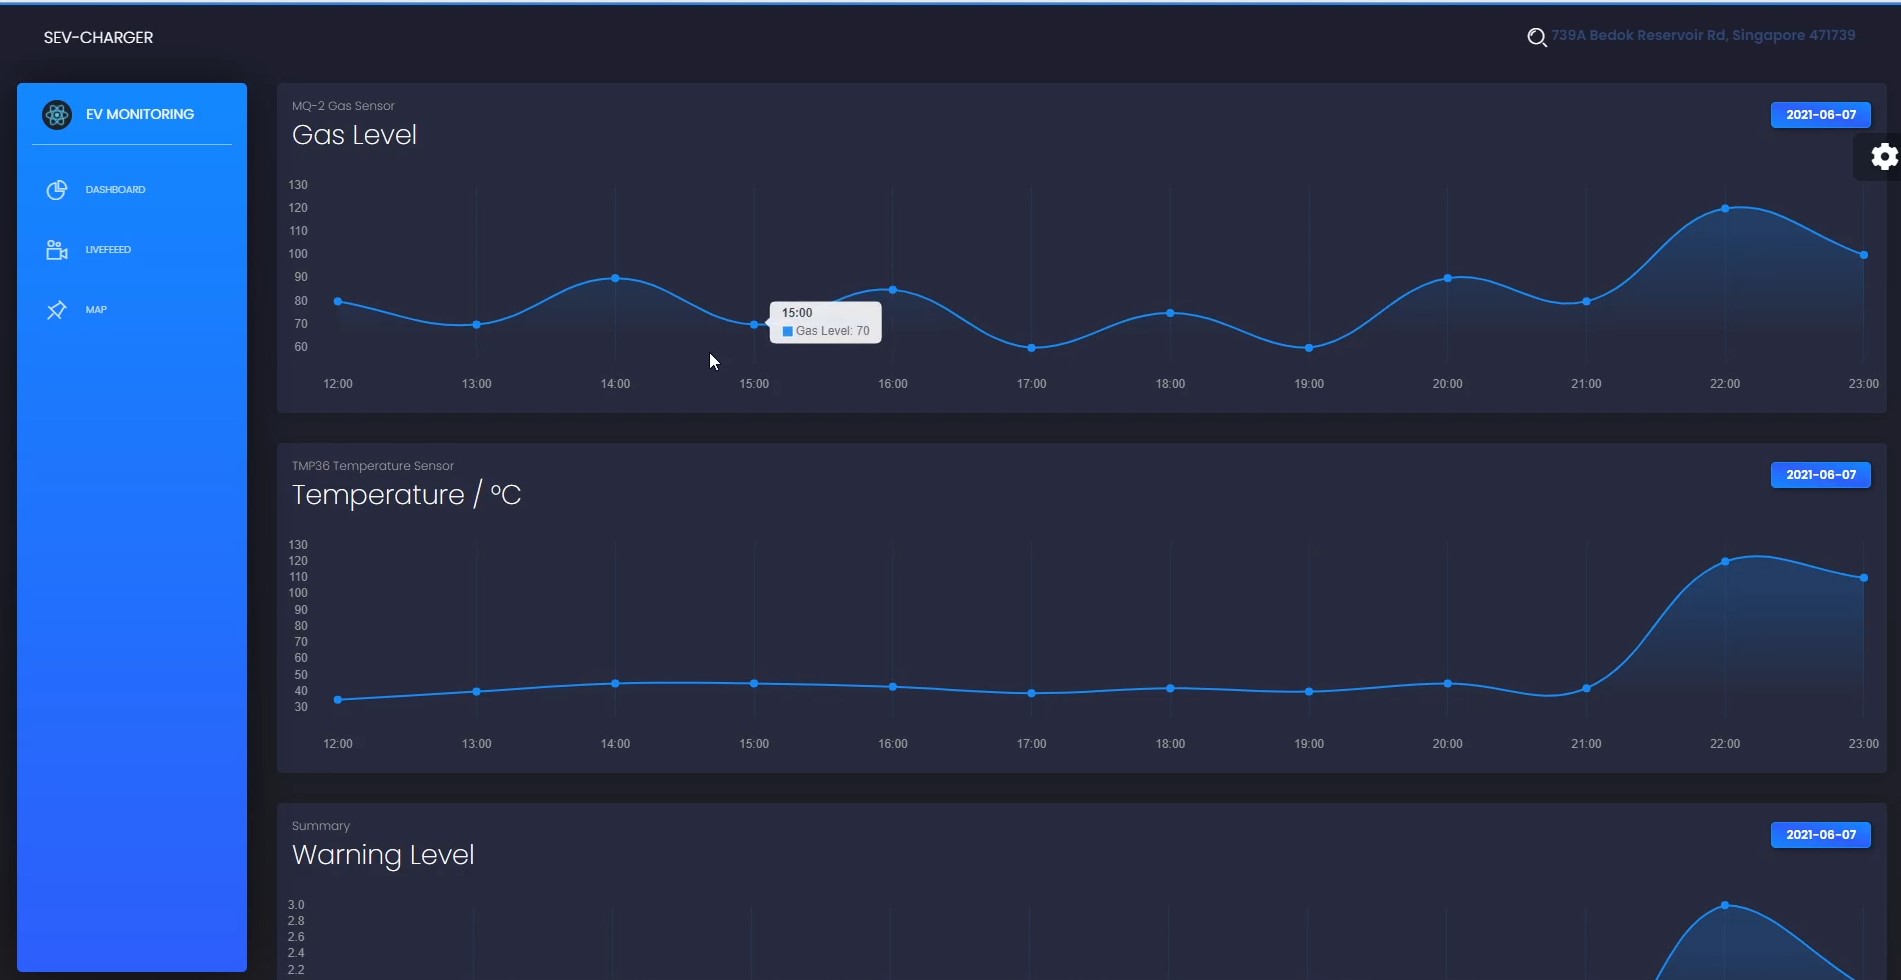 SEV-CHARGER
739A Bedok Reservoir Rd, Singapore 471739
EV MONITORING
DASHBOARD
LIVEFEEED
MAP
MQ-2 Gas Sensor
Gas Level
2021-06-07
130
120
110
100
90
80
70
60
15:00
Gas Level: 70
12:00 13:00 14:00 15:00 16:00 17:00 18:00 19:00 20:00 21:00 22:00 23:00
TMP36 Temperature Sensor
Temperature / °C
2021-06-07
130
120
110
100
90
80
70
60
50
40
30
12:00 13:00 14:00 15:00 16:00 17:00 18:00 19:00 20:00 21:00 22:00 23:00
Summary
Warning Level
2021-06-07
3.0
2.8
2.6
2.4
2.2